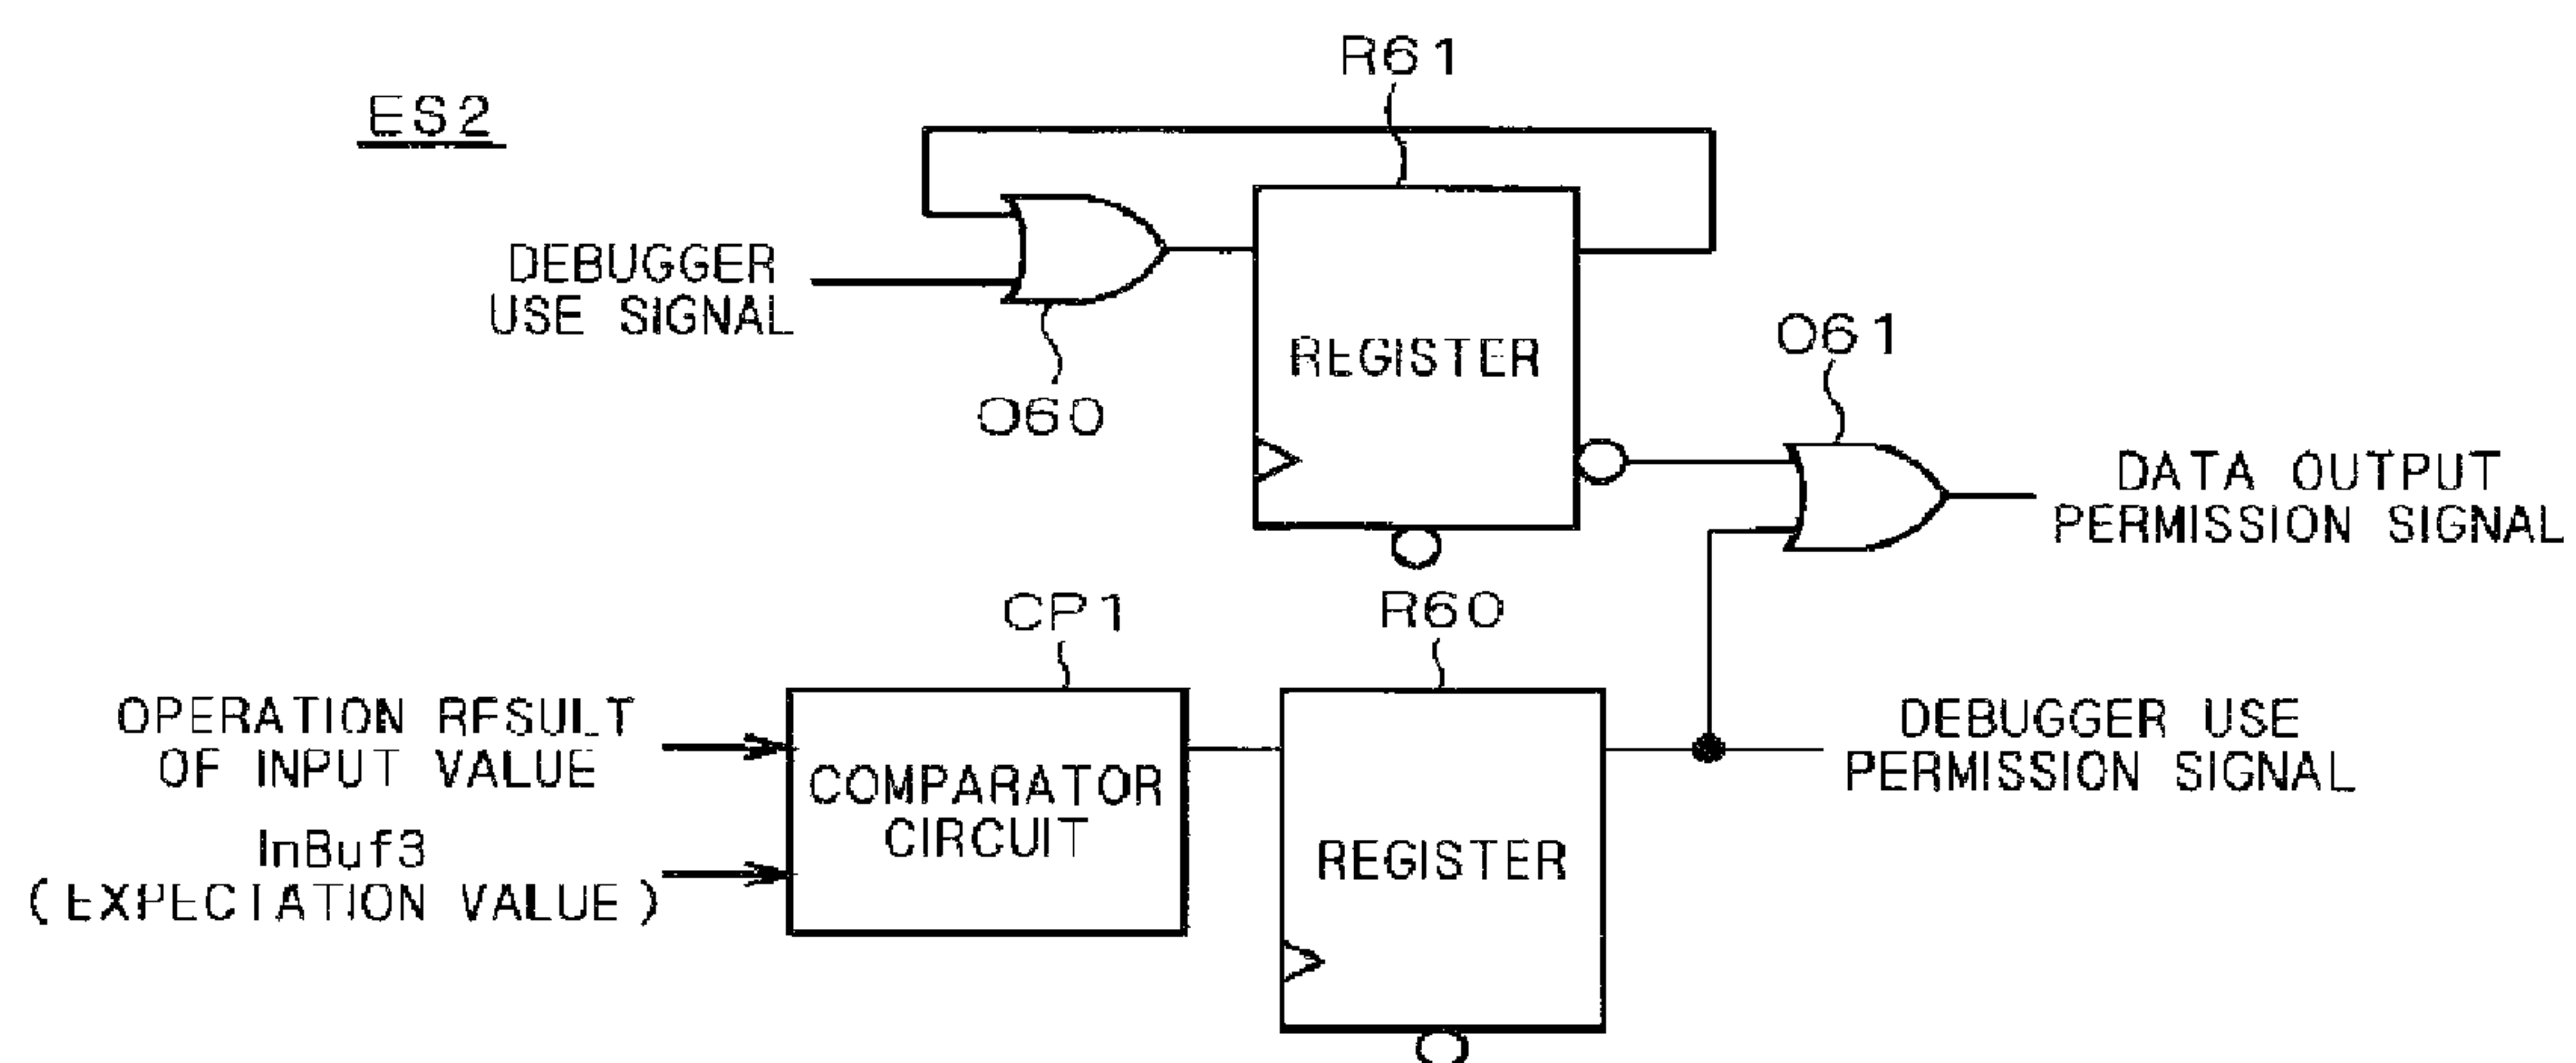 R61
ES2
DEBUGGER
USE SIGNAL
REGISTER
O61
O60
DATA OUTPUT
PERMISSION SIGNAL
CP1
R60
OPERATION RESULT
OF INPUT VALUE
DEBUGGER USE
PERMISSION SIGNAL
COMPARATOR
CIRCUIT
InBuf3
(EXPECTATION VALUE)
REGISTER